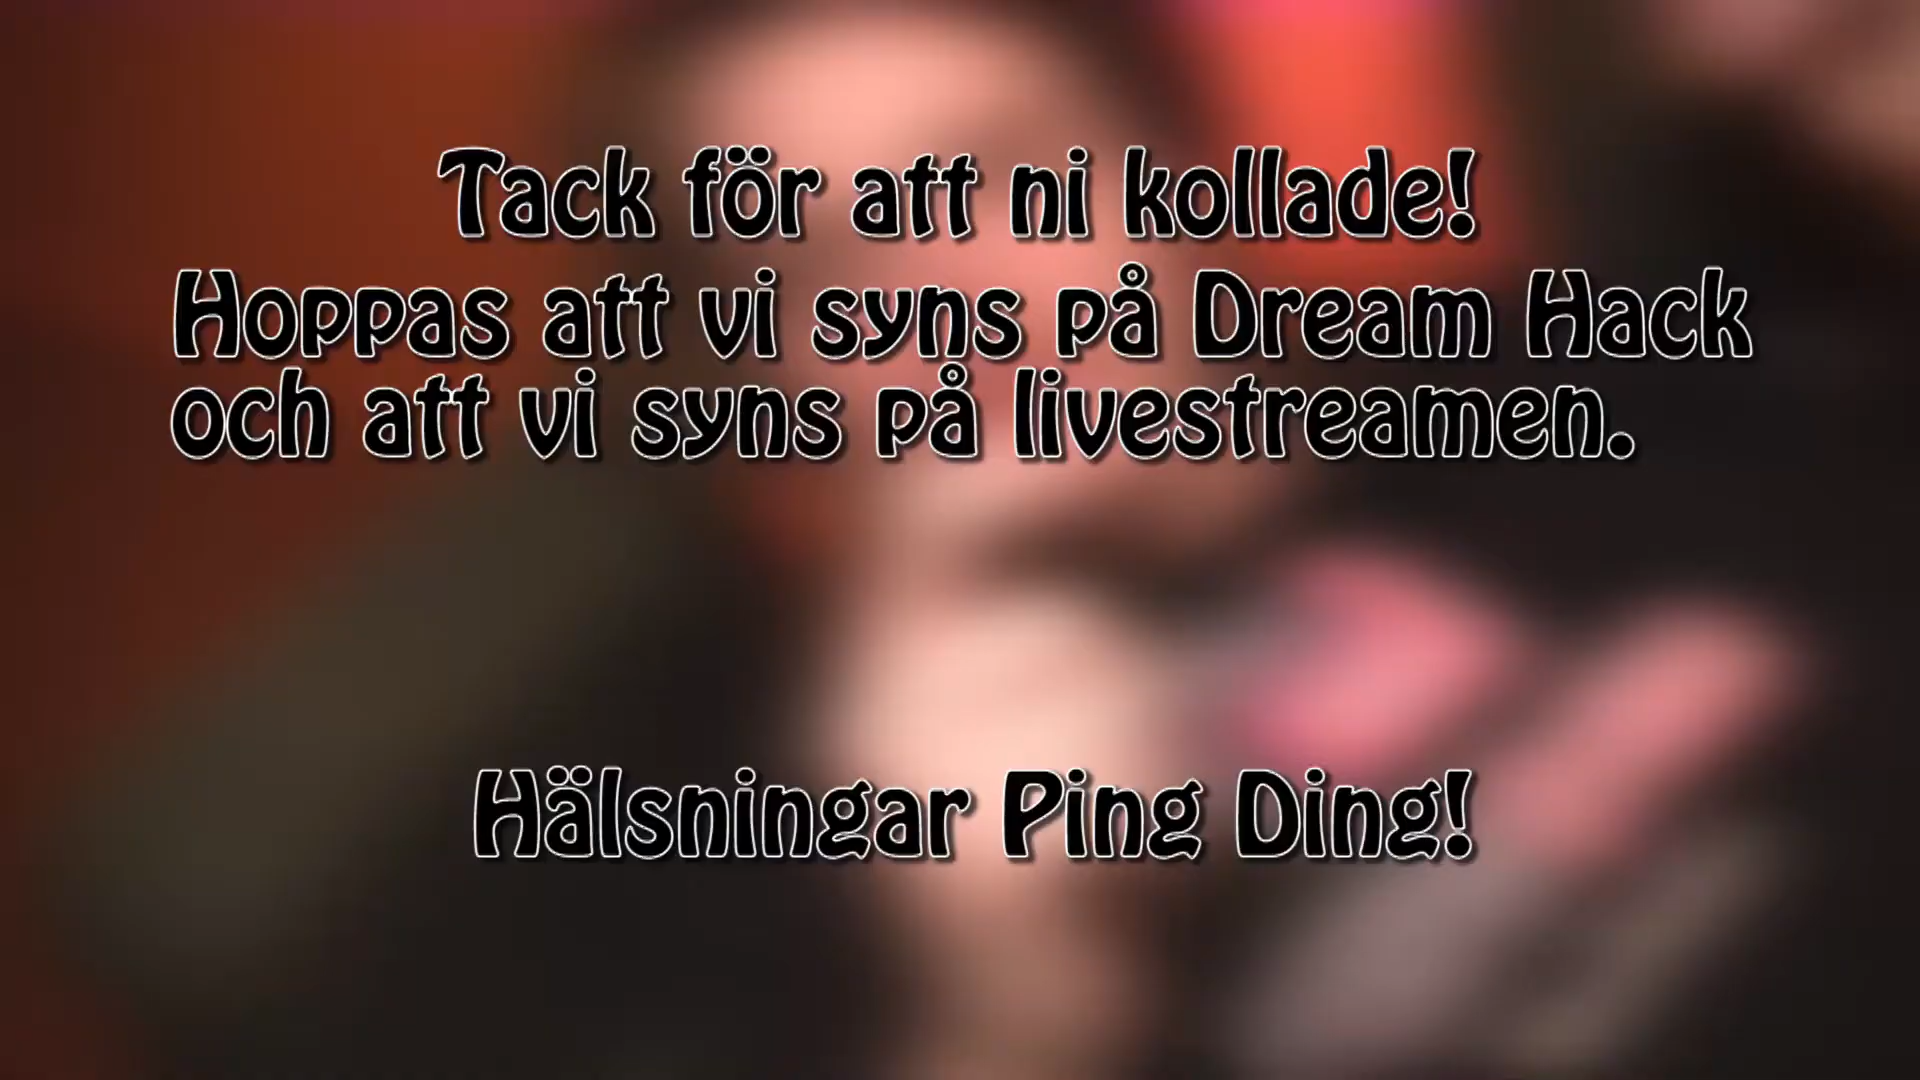 Tack för att ni kollade!
Hoppas att vi syns på Dream Hack
och att vi syns på livestreamen.
Hälsningar Ping Ding!